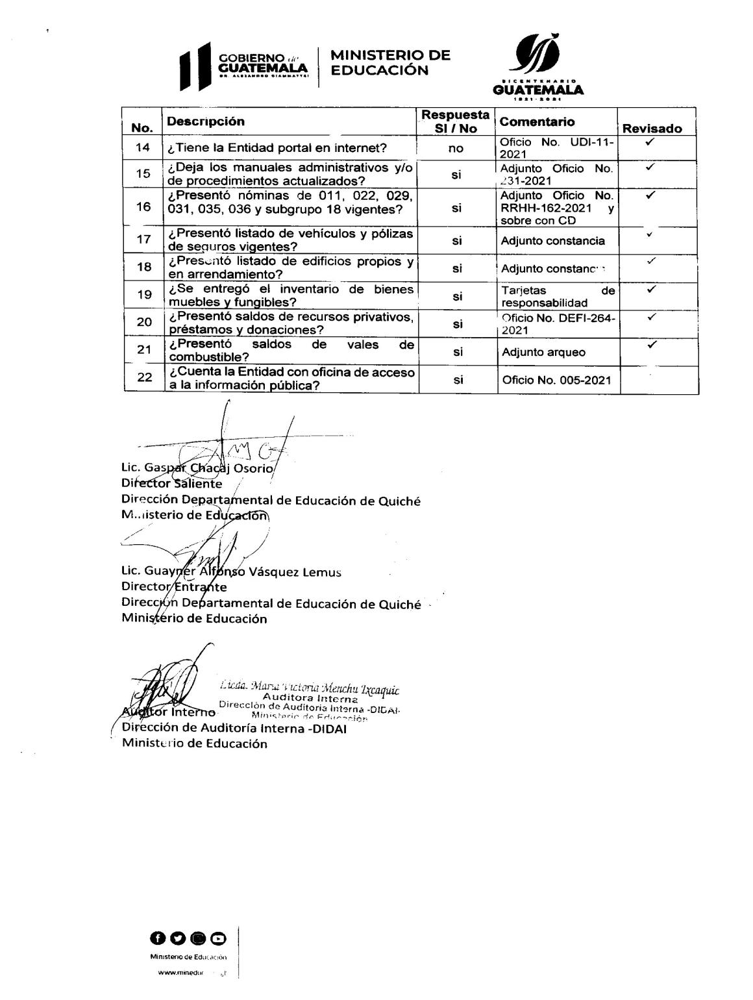 GOBIERNO de
GUATEMALA
DR. ALEJANDRO GIAMMATTEI
MINISTERIO DE
EDUCACIÓN
BICENTENARIO
GUATEMALA
1821-2021
No. Descripción Respuesta SI / No Comentario Revisado
14 ¿Tiene la Entidad portal en internet? no Oficio No. UDI-11-
2021 ✓
15 ¿Deja los manuales administrativos y/o
de procedimientos actualizados? si Adjunto Oficio No.
231-2021 ✓
16 ¿Presentó nóminas de 011, 022, 029,
031, 035, 036 y subgrupo 18 vigentes? si Adjunto Oficio No.
RRHH-162-2021 y
sobre con CD ✓
17 ¿Presentó listado de vehículos y pólizas
de seguros vigentes? si Adjunto constancia ✓
18 ¿Presentó listado de edificios propios y
en arrendamiento? si Adjunto constanc ✓
19 ¿Se entregó el inventario de bienes
muebles y fungibles? si Tarjetas de
responsabilidad ✓
20 ¿Presentó saldos de recursos privativos,
préstamos y donaciones? si Oficio No. DEFI-264-
2021 ✓
21 ¿Presentó saldos de vales de
combustible? si Adjunto arqueo ✓
22 ¿Cuenta la Entidad con oficina de acceso
a la información pública? si Oficio No. 005-2021
Lic. Gaspar Chacaj Osorio
Director Saliente
Dirección Departamental de Educación de Quiché
Ministerio de Educación
Lic. Guayner Alfonso Vásquez Lemus
Director Entrante
Dirección Departamental de Educación de Quiché
Ministerio de Educación
Licda. Maria Victoria Menchu Ixcaquic
Auditora Interna
Dirección de Auditoria Interna -DIDAI-
Ministerio de Educación
Auditor Interno
Dirección de Auditoría Interna -DIDAI
Ministerio de Educación
Ministerio de Educación
www.minedu